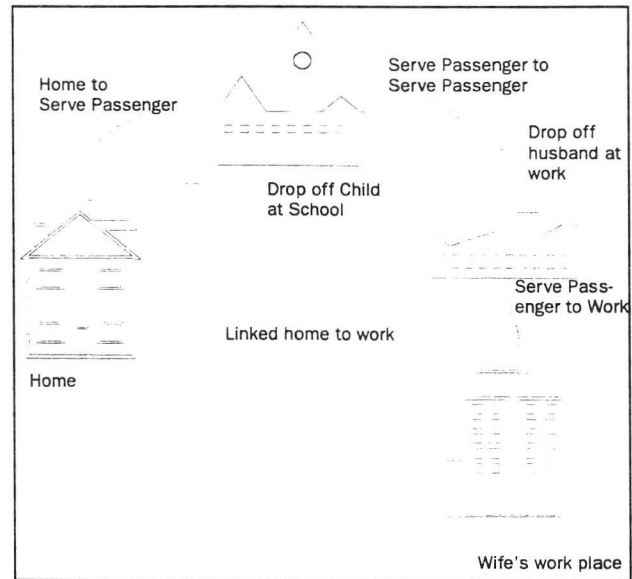 Home to
Serve Passenger
Serve Passenger to
Serve Passenger
Drop off
husband at
work
Drop off Child
at School
Serve Pass-
enger to Work
Linked home to work
Home
Wife's work place